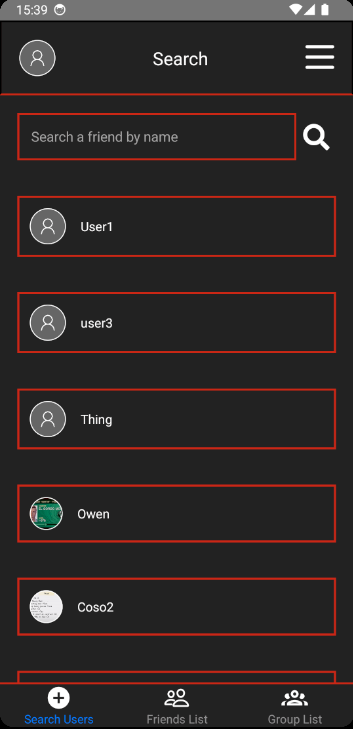 15:39
Search
Search a friend by name
User1
user3
Thing
Owen
Coso2
Search Users
Friends List
Group List